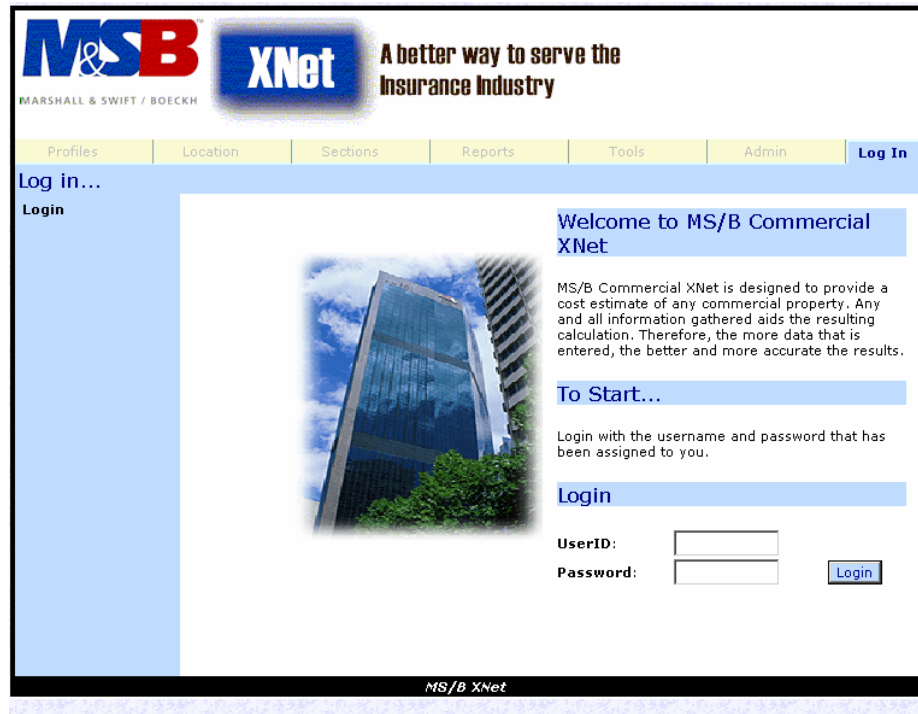 M&SB™
MARSHALL & SWIFT / BOECKH
XNet
A better way to serve the
Insurance Industry
Profiles Location Sections Reports Tools Admin Log In
Log in...
Login
Welcome to MS/B Commercial
XNet
MS/B Commercial XNet is designed to provide a
cost estimate of any commercial property. Any
and all information gathered aids the resulting
calculation. Therefore, the more data that is
entered, the better and more accurate the results.
To Start...
Login with the username and password that has
been assigned to you.
Login
UserID:
Password: Login
MS/B XNet